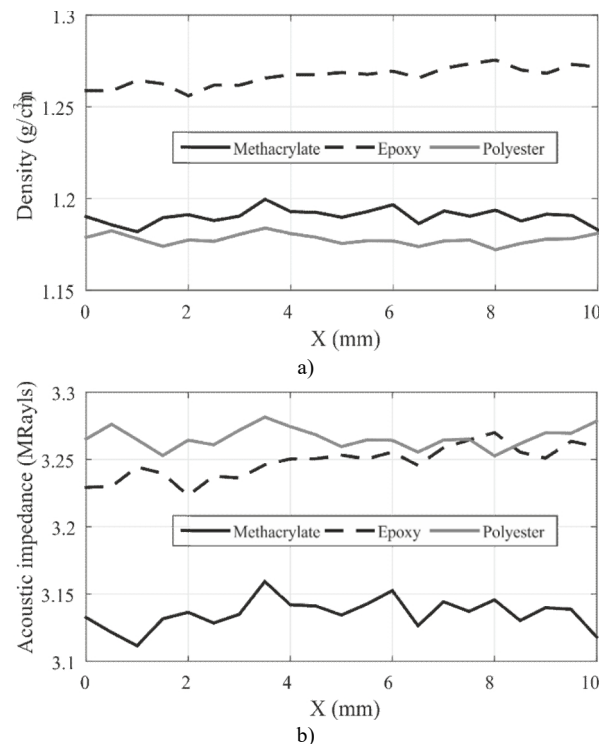 1.3
1.25
1.2
1.15
Density (g/cm³)
Methacrylate Epoxy Polyester
0 2 4 6 8 10
X (mm)
a)
3.3
3.25
3.2
3.15
3.1
Acoustic impedance (MRayls)
Methacrylate Epoxy Polyester
0 2 4 6 8 10
X (mm)
b)